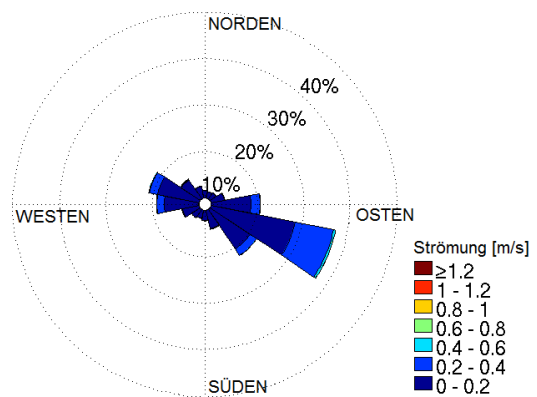 NORDEN
40%
30%
20%
10%
WESTEN
OSTEN
SÜDEN
Strömung [m/s]
≥1.2
1 - 1.2
0.8 - 1
0.6 - 0.8
0.4 - 0.6
0.2 - 0.4
0 - 0.2